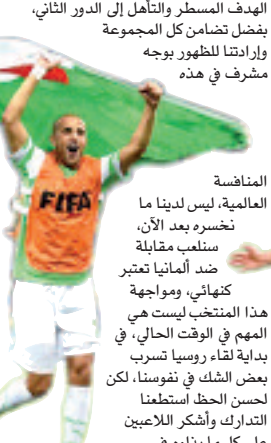 الهدف المسطر والتأهل إلى الدور الثاني،
بفضل تضامن كل المجموعة
وإرادتنا للظهور بوجه
مشرف في هذه
المنافسة
العالمية، ليس لدينا ما
نخسره بعد الآن،
سنلعب مقابلة
ضد ألمانيا تعتبر
كنهائي، ومواجهة
هذا المنتخب ليست هي
المهم في الوقت الحالي، في
بداية لقاء روسيا تسرب
بعض الشك في نفوسنا، لكن
لحسن الحظ استطعنا
التدارك وأشكر اللاعبين
FIFA